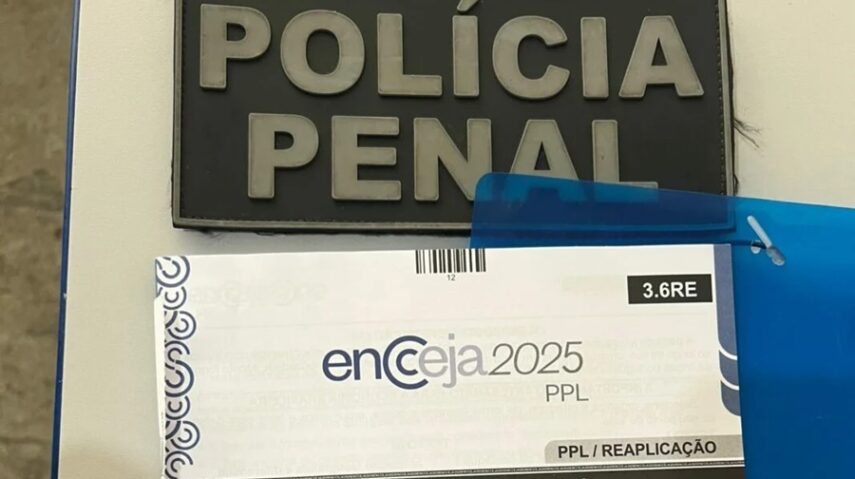 POLÍCIA
PENAL
12
3.6RE
encceja2025
PPL
PPL / REAPLICAÇÃO